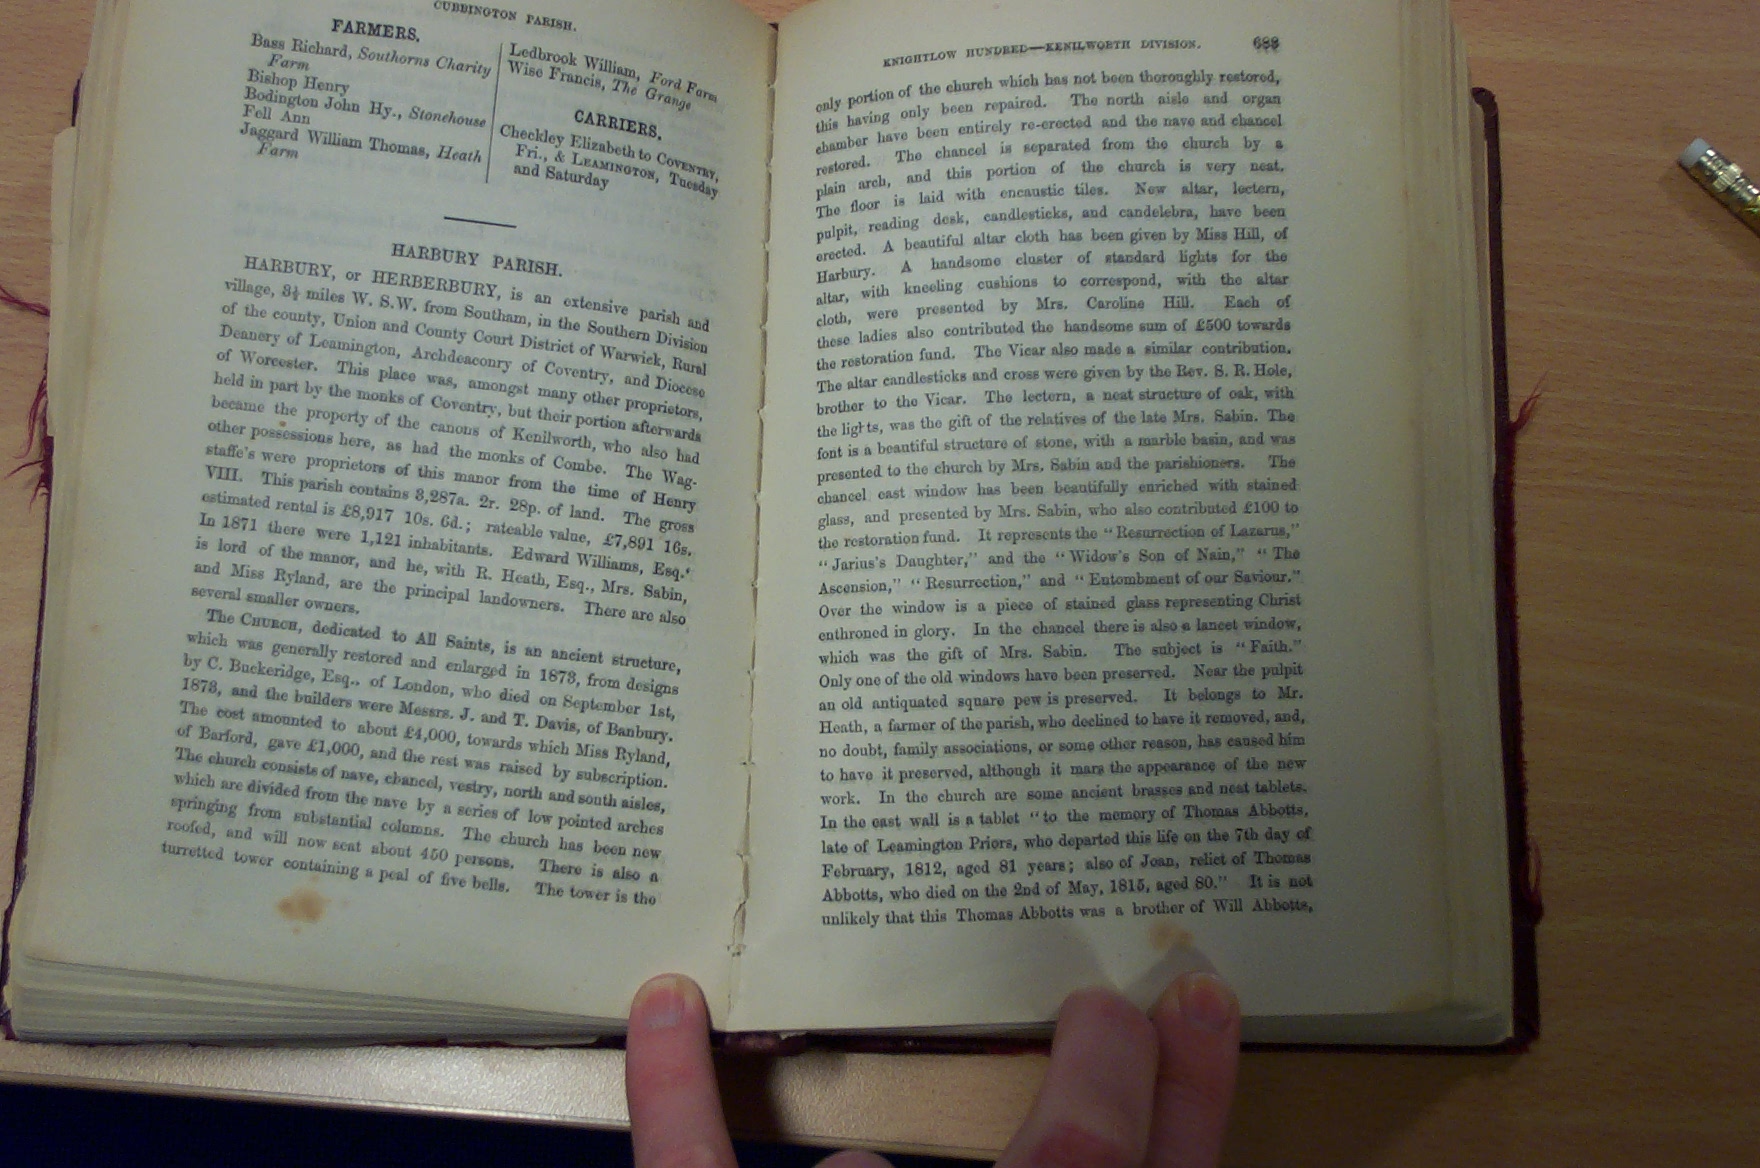 CUBBINGTON PARISH.
FARMERS.
Bass Richard, Southorns Charity
Farm
Bishop Henry
Bodington John Hy., Stonehouse
Fell Ann
Jaggard William Thomas, Heath
Farm
Ledbrook William, Ford Farm
Wise Francis, The Grange
CARRIERS.
Checkley Elizabeth to COVENTRY,
Fri., & LEAMINGTON, Tuesday
and Saturday
HARBURY PARISH.
HARBURY, or HERBERBURY, is an extensive parish and
village, 3½ miles W. S.W. from Southam, in the Southern Division
of the county, Union and County Court District of Warwick, Rural
Deanery of Leamington, Archdeaconry of Coventry, and Diocese
of Worcester. This place was, amongst many other proprietors,
held in part by the monks of Coventry, but their portion afterwards
became the property of the canons of Kenilworth, who also had
other possessions here, as had the monks of Combe. The Wag-
staffe's were proprietors of this manor from the time of Henry
VIII. This parish contains 3,287a. 2r. 28p. of land. The gross
estimated rental is £8,917 10s. 6d.; rateable value, £7,891 16s.
In 1871 there were 1,121 inhabitants. Edward Williams, Esq.,
is lord of the manor, and he, with R. Heath, Esq., Mrs. Sabin,
and Miss Ryland, are the principal landowners. There are also
several smaller owners.
The CHURCH, dedicated to All Saints, is an ancient structure,
which was generally restored and enlarged in 1873, from designs
by C. Buckeridge, Esq., of London, who died on September 1st,
1873, and the builders were Messrs. J. and T. Davis, of Banbury.
The cost amounted to about £4,000, towards which Miss Ryland,
of Barford, gave £1,000, and the rest was raised by subscription.
The church consists of nave, chancel, vestry, north and south aisles,
which are divided from the nave by a series of low pointed arches
springing from substantial columns. The church has been new
roofed, and will now seat about 450 persons. There is also a
turretted tower containing a peal of five bells. The tower is the
KNIGHTLOW HUNDRED—KENILWORTH DIVISION.
only portion of the church which has not been thoroughly restored,
this having only been repaired. The north aisle and organ
chamber have been entirely re-erected and the nave and chancel
restored. The chancel is separated from the church by a
plain arch, and this portion of the church is very neat.
The floor is laid with encaustic tiles. New altar, lectern,
pulpit, reading desk, candlesticks, and candelebra, have been
erected. A beautiful altar cloth has been given by Miss Hill, of
Harbury. A handsome cluster of standard lights for the
altar, with kneeling cushions to correspond, with the altar
cloth, were presented by Mrs. Caroline Hill. Each of
these ladies also contributed the handsome sum of £500 towards
the restoration fund. The Vicar also made a similar contribution.
The altar candlesticks and cross were given by the Rev. S. R. Hole,
brother to the Vicar. The lectern, a neat structure of oak, with
the lights, was the gift of the relatives of the late Mrs. Sabin. The
font is a beautiful structure of stone, with a marble basin, and was
presented to the church by Mrs. Sabin and the parishioners. The
chancel east window has been beautifully enriched with stained
glass, and presented by Mrs. Sabin, who also contributed £100 to
the restoration fund. It represents the "Resurrection of Lazarus,"
"Jarius's Daughter," and the "Widow's Son of Nain," "The
Ascension," "Resurrection," and "Entombment of our Saviour."
Over the window is a piece of stained glass representing Christ
enthroned in glory. In the chancel there is also a lancet window,
which was the gift of Mrs. Sabin. The subject is "Faith."
Only one of the old windows have been preserved. Near the pulpit
an old antiquated square pew is preserved. It belongs to Mr.
Heath, a farmer of the parish, who declined to have it removed, and,
no doubt, family associations, or some other reason, has caused him
to have it preserved, although it mars the appearance of the new
work. In the church are some ancient brasses and neat tablets.
In the east wall is a tablet "to the memory of Thomas Abbotts,
late of Leamington Priors, who departed this life on the 7th day of
February, 1812, aged 81 years; also of Joan, relict of Thomas
Abbotts, who died on the 2nd of May, 1815, aged 80." It is not
unlikely that this Thomas Abbotts was a brother of Will Abbotts,